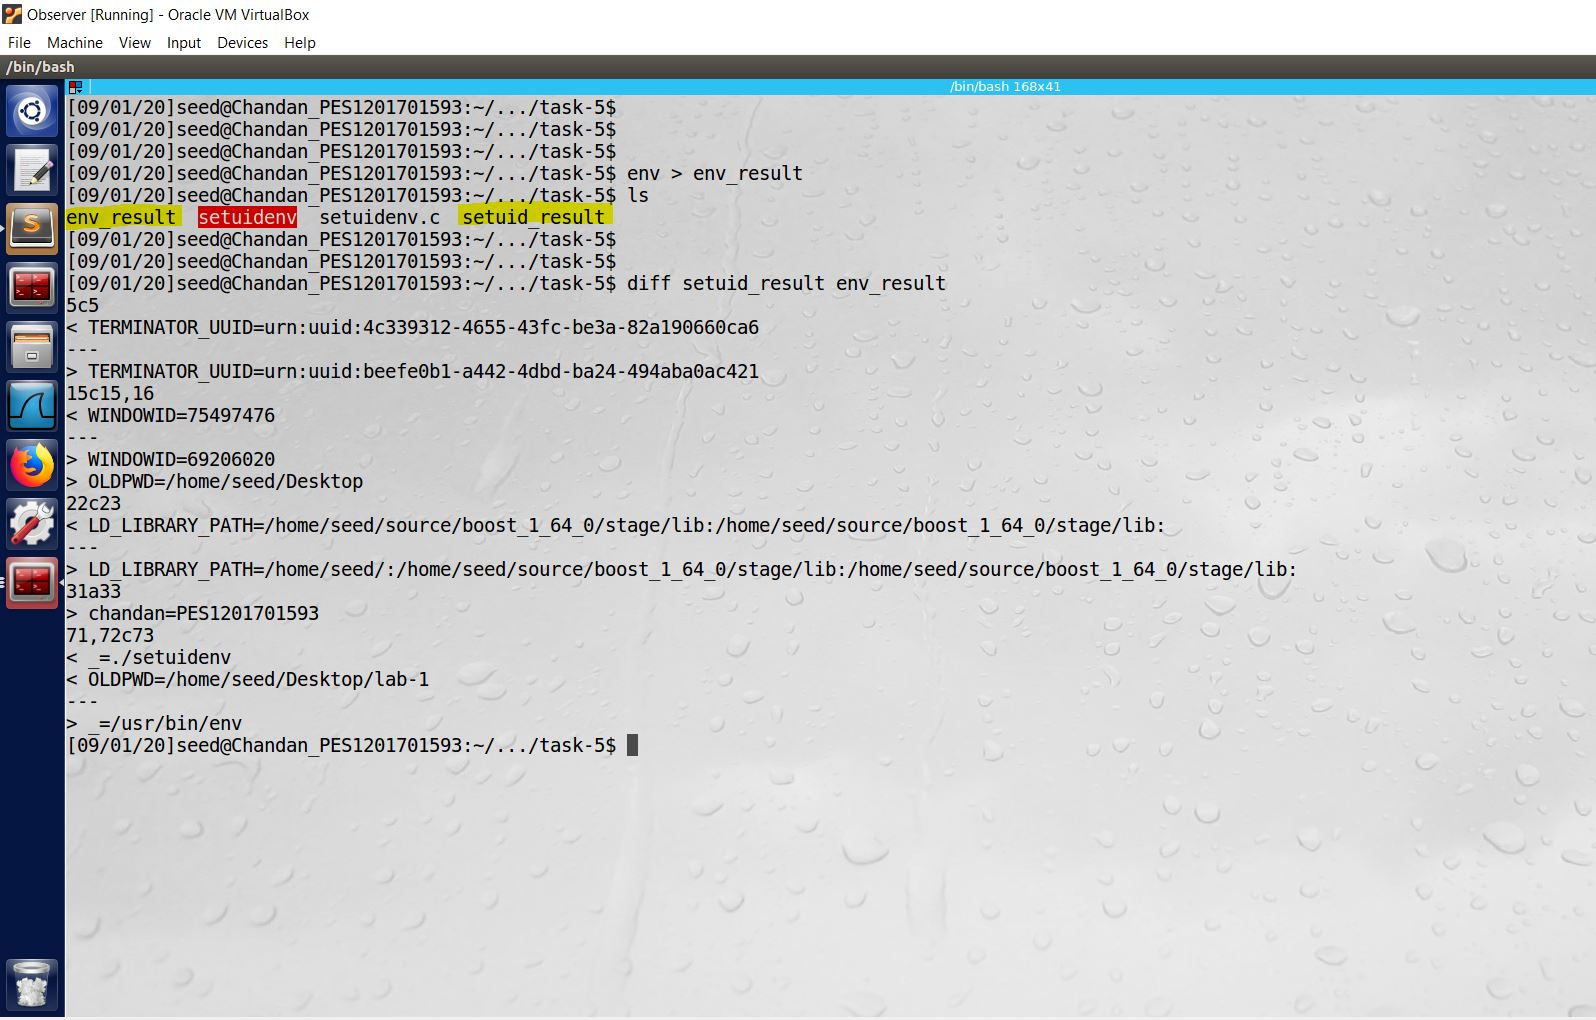 Observer [Running] - Oracle VM VirtualBox
File Machine View Input Devices Help
/bin/bash
/bin/bash 168x41
[09/01/20]seed@Chandan_PES1201701593:~/.../task-5$
[09/01/20]seed@Chandan_PES1201701593:~/.../task-5$
[09/01/20]seed@Chandan_PES1201701593:~/.../task-5$
[09/01/20]seed@Chandan_PES1201701593:~/.../task-5$ env > env_result
[09/01/20]seed@Chandan_PES1201701593:~/.../task-5$ ls
env_result setuidenv setuidenv.c setuid_result
[09/01/20]seed@Chandan_PES1201701593:~/.../task-5$
[09/01/20]seed@Chandan_PES1201701593:~/.../task-5$
[09/01/20]seed@Chandan_PES1201701593:~/.../task-5$ diff setuid_result env_result
5c5
< TERMINATOR_UUID=urn:uuid:4c339312-4655-43fc-be3a-82a190660ca6
---
> TERMINATOR_UUID=urn:uuid:beefe0b1-a442-4dbd-ba24-494aba0ac421
15c15,16
< WINDOWID=75497476
---
> WINDOWID=69206020
> OLDPWD=/home/seed/Desktop
22c23
< LD_LIBRARY_PATH=/home/seed/source/boost_1_64_0/stage/lib:/home/seed/source/boost_1_64_0/stage/lib:
---
> LD_LIBRARY_PATH=/home/seed/:/home/seed/source/boost_1_64_0/stage/lib:/home/seed/source/boost_1_64_0/stage/lib:
31a33
> chandan=PES1201701593
71,72c73
< _=./setuidenv
< OLDPWD=/home/seed/Desktop/lab-1
---
> _=/usr/bin/env
[09/01/20]seed@Chandan_PES1201701593:~/.../task-5$